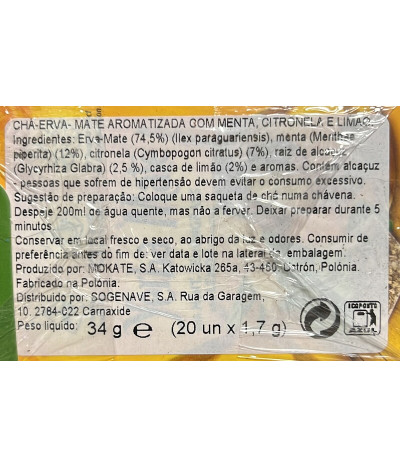 CHÁ-ERVA- MATE AROMATIZADA COM MENTA, CITRONELA E LIMÃO
Ingredientes: Erva-Mate (74,5%) (Ilex paraguariensis), menta (Menthea
piperita) (12%), citronela (Cymbopogon citratus) (7%), raiz de alcaçuz
(Glycyrhiza Glabra) (2,5 %), casca de limão (2%) e aromas. Contém alcaçuz
- pessoas que sofrem de hipertensão devem evitar o consumo excessivo.
Sugestão de preparação: Coloque uma saqueta de chá numa chávena.
Despeje 200ml de água quente, mas não a ferver. Deixar preparar durante 5
minutos.
Conservar em local fresco e seco, ao abrigo da luz e odores. Consumir de
preferência antes do fim de: ver data e lote na lateral da embalagem.
Produzido por: MOKATE, S.A. Katowicka 265a, 43-450 Ustrón, Polónia.
Fabricado na Polónia.
Distribuido por: SOGENAVE, S.A. Rua da Garagem,
10. 2784-022 Carnaxide
Peso liquido: 34 g e (20 un x 1,7 g)
ECOPONTO